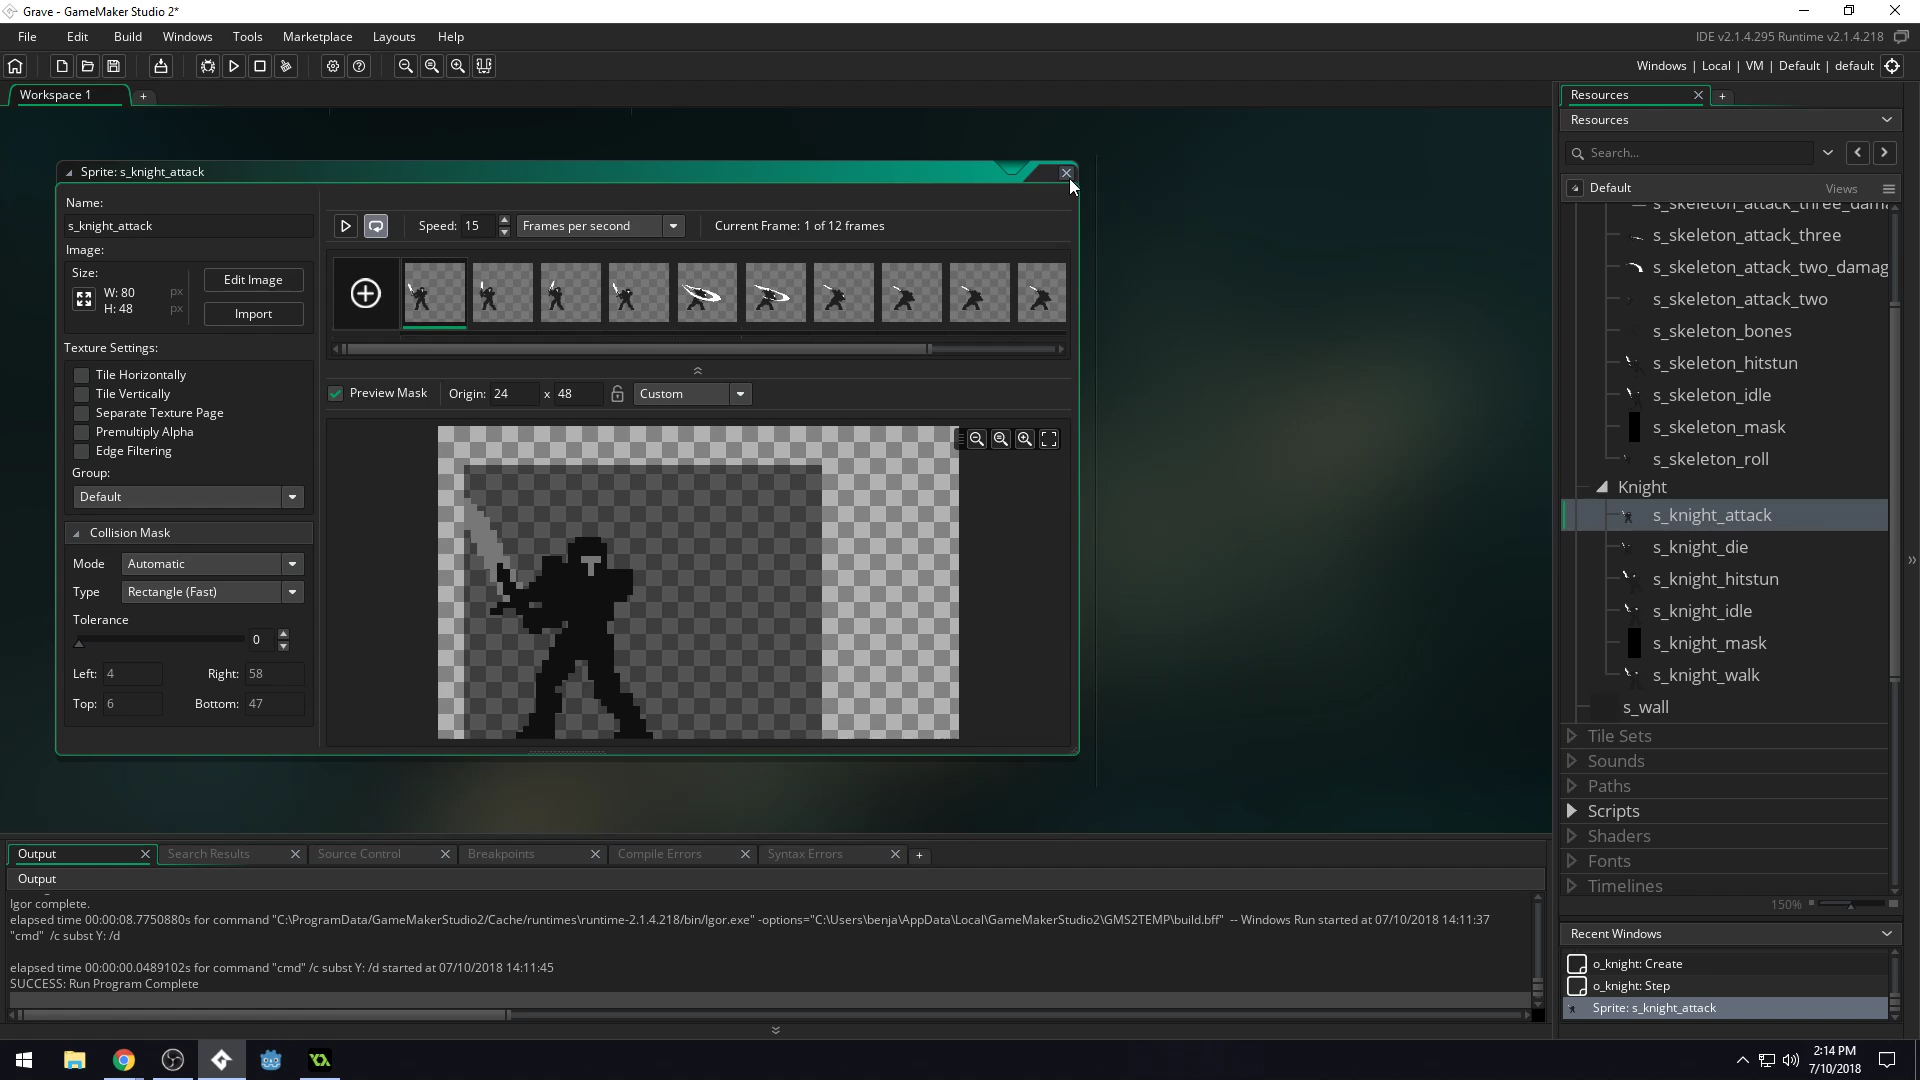 Grave - GameMaker Studio 2*
File Edit Build Windows Tools Marketplace Layouts Help
IDE v2.1.4.295 Runtime v2.1.4.218
Windows | Local | VM | Default | default
Workspace 1
Resources
Resources
Search...
Default
Views
Sprite: s_knight_attack
Name:
s_knight_attack
Image:
Size:
W: 80 px
H: 48 px
Edit Image
Import
Speed: 15
Frames per second
Current Frame: 1 of 12 frames
Texture Settings:
Tile Horizontally
Tile Vertically
Separate Texture Page
Premultiply Alpha
Edge Filtering
Group:
Default
Preview Mask
Origin: 24 x 48
Custom
Collision Mask
Mode Automatic
Type Rectangle (Fast)
Tolerance
0
Left: 4 Right: 58
Top: 6 Bottom: 47
s_skeleton_attack_three_dama
s_skeleton_attack_three
s_skeleton_attack_two_damag
s_skeleton_attack_two
s_skeleton_bones
s_skeleton_hitstun
s_skeleton_idle
s_skeleton_mask
s_skeleton_roll
Knight
s_knight_attack
s_knight_die
s_knight_hitstun
s_knight_idle
s_knight_mask
s_knight_walk
s_wall
Tile Sets
Sounds
Paths
Scripts
Shaders
Fonts
Timelines
150%
Recent Windows
o_knight: Create
o_knight: Step
Sprite: s_knight_attack
Output Search Results Source Control Breakpoints Compile Errors Syntax Errors
Output
Igor complete.
elapsed time 00:00:08.7750880s for command "C:\ProgramData/GameMakerStudio2/Cache/runtimes\runtime-2.1.4.218/bin/Igor.exe" -options="C:\Users\benja\AppData\Local\GameMakerStudio2\GMS2TEMP\build.bff" -- Windows Run started at 07/10/2018 14:11:37
"cmd" /c subst Y: /d
elapsed time 00:00:00.0489102s for command "cmd" /c subst Y: /d started at 07/10/2018 14:11:45
SUCCESS: Run Program Complete
2:14 PM
7/10/2018